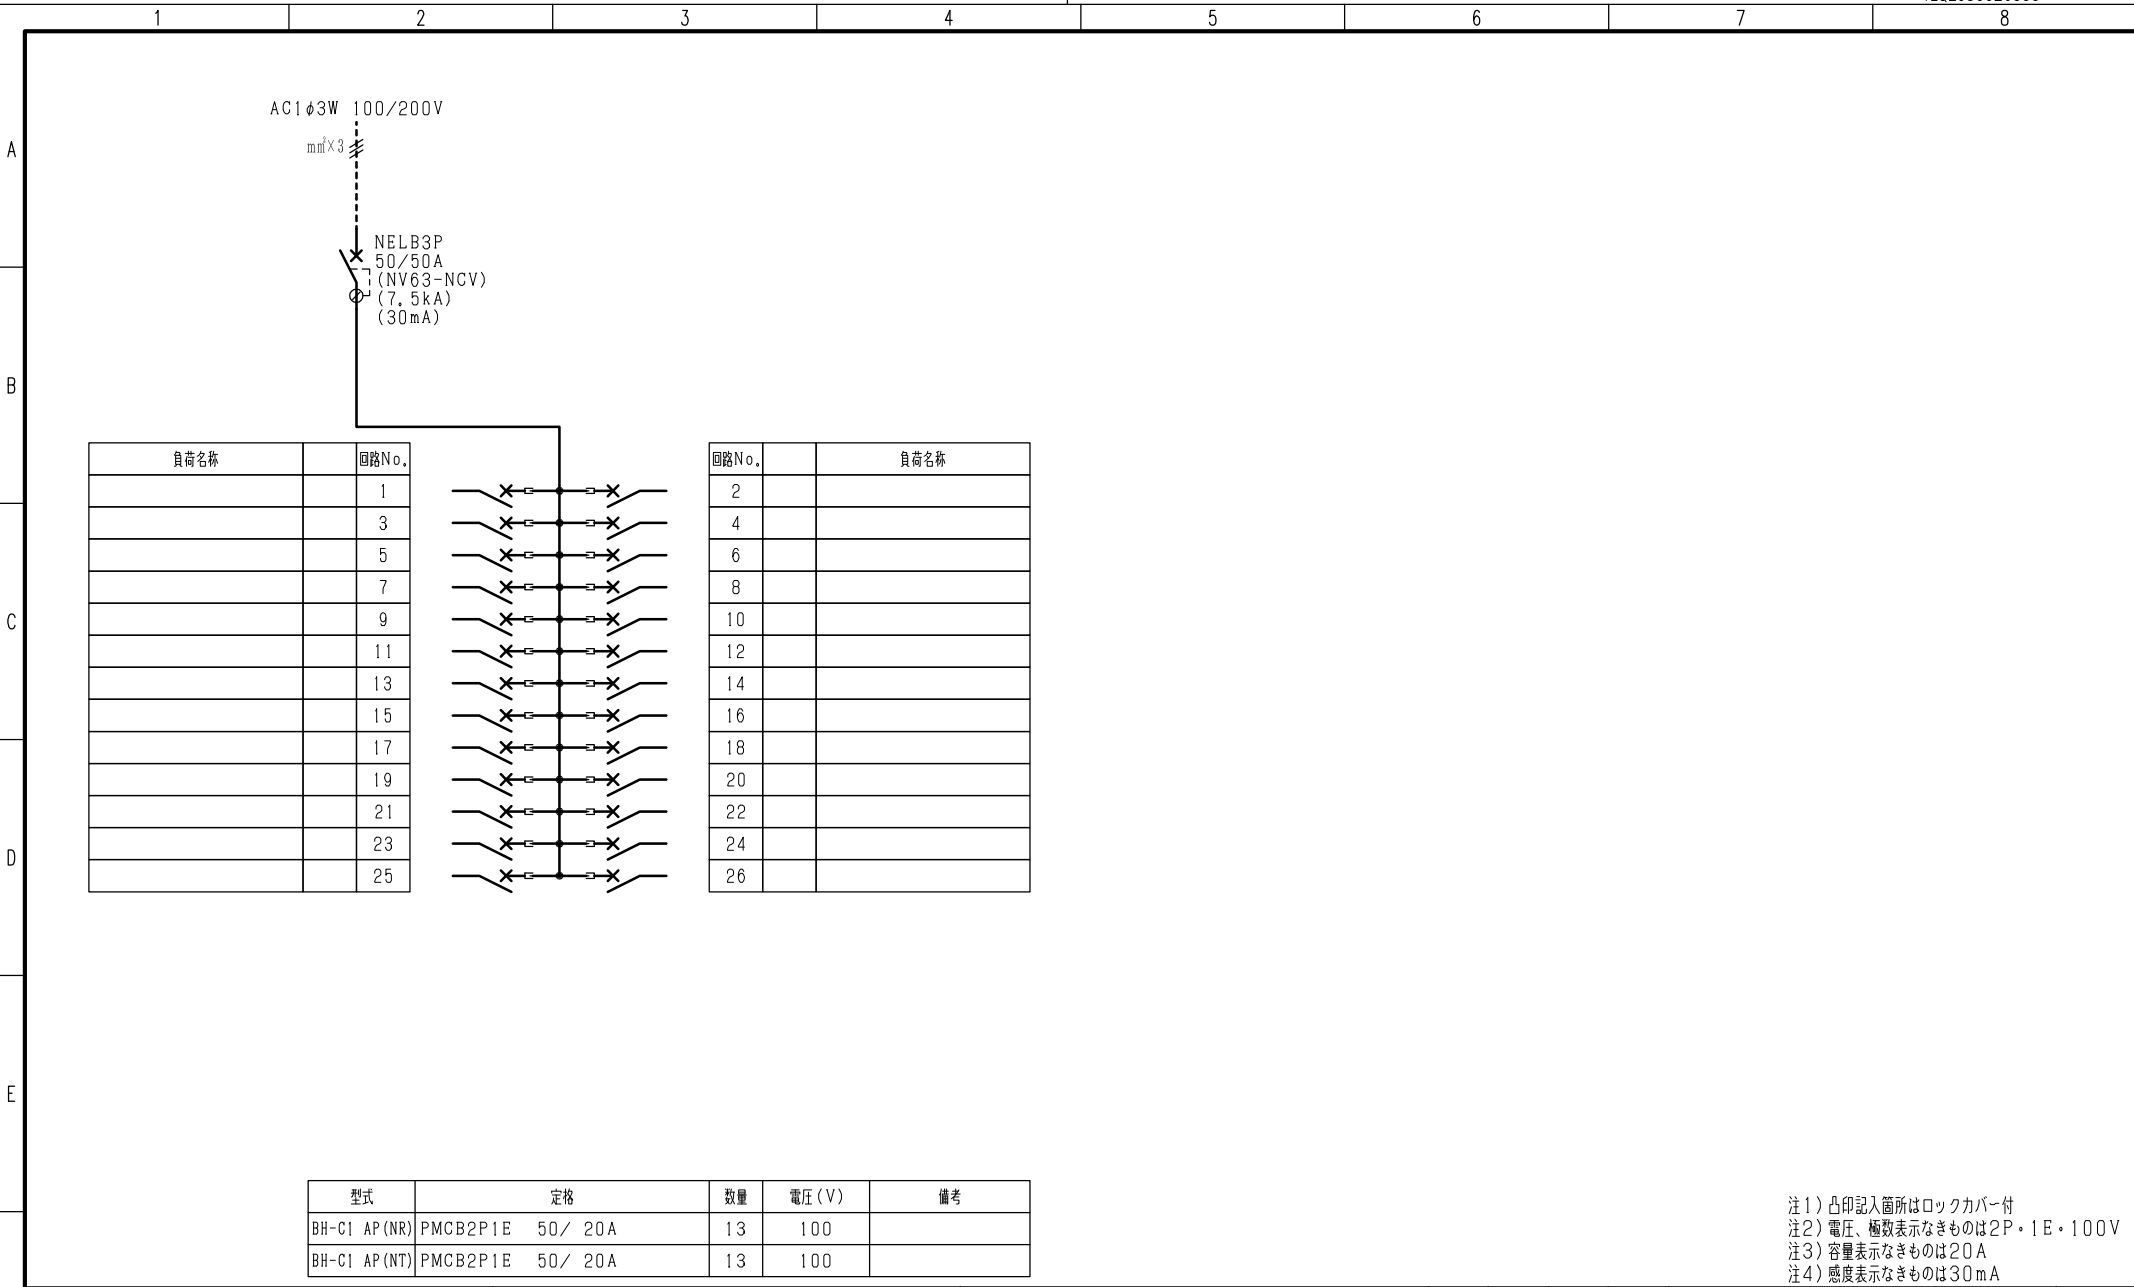 1 2 3 4 5 6 7 8
A
B
C
D
E
AC1φ3W 100/200V
mm²×3
NELB3P
50/50A
(NV63-NCV)
(7.5kA)
(30mA)
負荷名称 回路No. 回路No. 負荷名称
1 2
3 4
5 6
7 8
9 10
11 12
13 14
15 16
17 18
19 20
21 22
23 24
25 26
型式 定格 数量 電圧(V) 備考
BH-C1 AP(NR) PMCB2P1E 50/ 20A 13 100
BH-C1 AP(NT) PMCB2P1E 50/ 20A 13 100
注1)凸印記入箇所はロックカバー付
注2)電圧、極数表示なきものは2P・1E・100V
注3)容量表示なきものは20A
注4)感度表示なきものは30mA